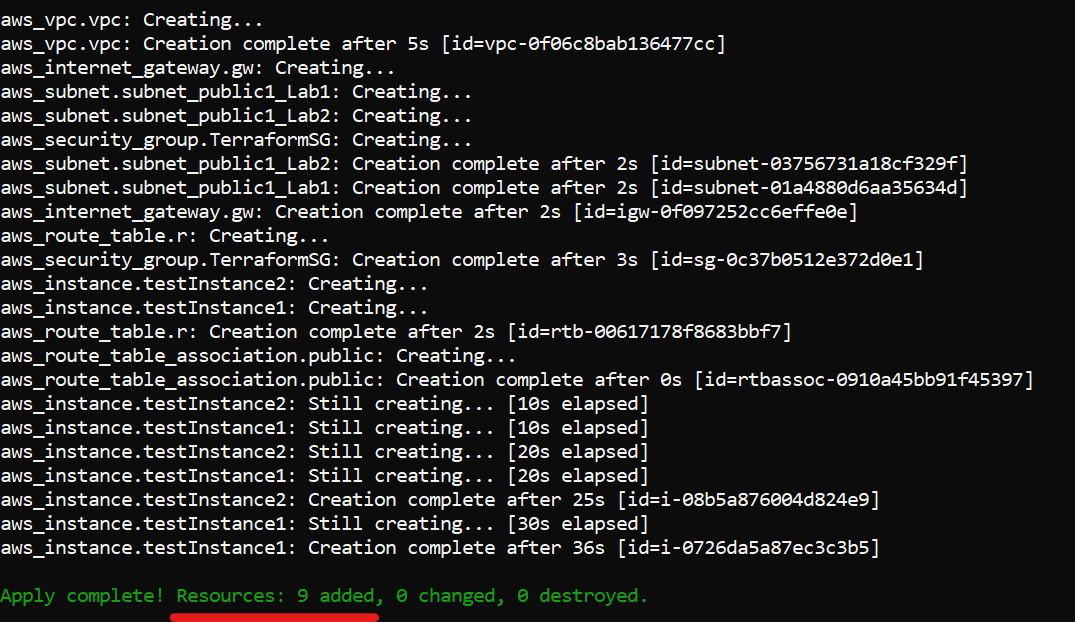 aws_vpc.vpc: Creating...
aws_vpc.vpc: Creation complete after 5s [id=vpc-0f06c8bab136477cc]
aws_internet_gateway.gw: Creating...
aws_subnet.subnet_public1_Lab1: Creating...
aws_subnet.subnet_public1_Lab2: Creating...
aws_security_group.TerraformSG: Creating...
aws_subnet.subnet_public1_Lab2: Creation complete after 2s [id=subnet-03756731a18cf329f]
aws_subnet.subnet_public1_Lab1: Creation complete after 2s [id=subnet-01a4880d6aa35634d]
aws_internet_gateway.gw: Creation complete after 2s [id=igw-0f097252cc6effe0e]
aws_route_table.r: Creating...
aws_security_group.TerraformSG: Creation complete after 3s [id=sg-0c37b0512e372d0e1]
aws_instance.testInstance2: Creating...
aws_instance.testInstance1: Creating...
aws_route_table.r: Creation complete after 2s [id=rtb-00617178f8683bbf7]
aws_route_table_association.public: Creating...
aws_route_table_association.public: Creation complete after 0s [id=rtbassoc-0910a45bb91f45397]
aws_instance.testInstance2: Still creating... [10s elapsed]
aws_instance.testInstance1: Still creating... [10s elapsed]
aws_instance.testInstance2: Still creating... [20s elapsed]
aws_instance.testInstance1: Still creating... [20s elapsed]
aws_instance.testInstance2: Creation complete after 25s [id=i-08b5a876004d824e9]
aws_instance.testInstance1: Still creating... [30s elapsed]
aws_instance.testInstance1: Creation complete after 36s [id=i-0726da5a87ec3c3b5]
Apply complete! Resources: 9 added, 0 changed, 0 destroyed.